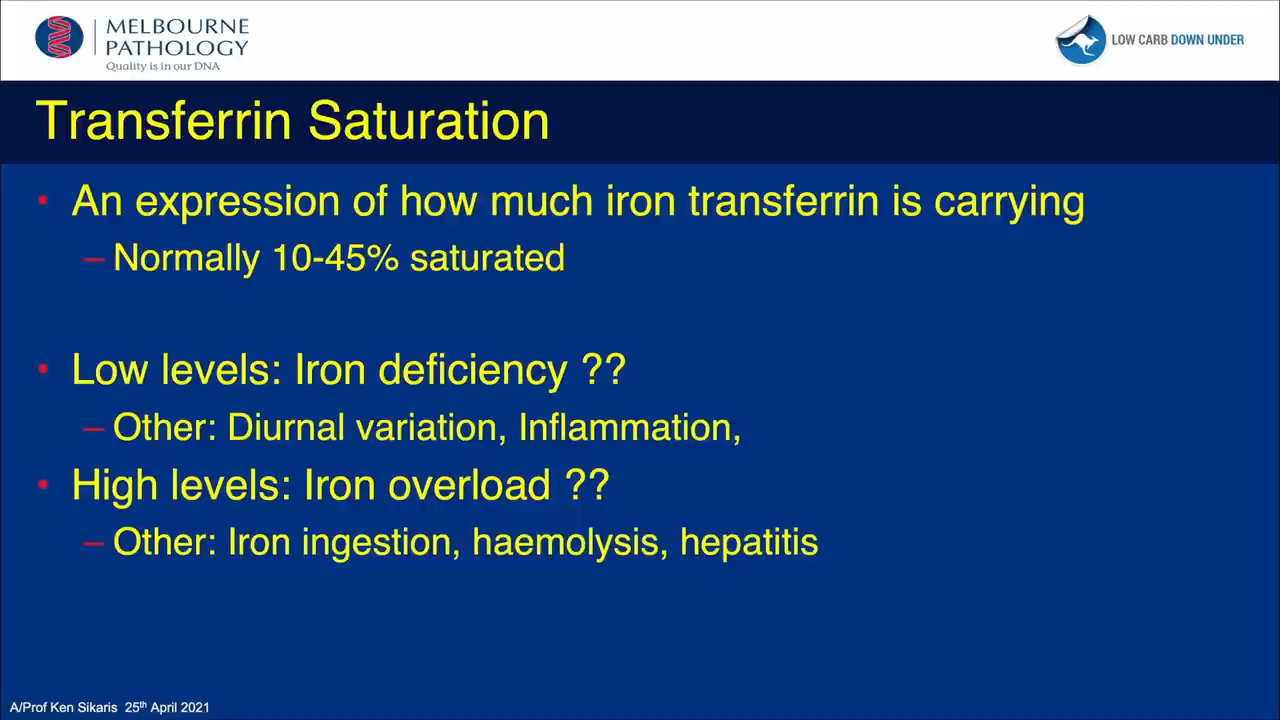 MELBOURNE
PATHOLOGY
Quality is in our DNA
LOW CARB DOWN UNDER
Transferrin Saturation
• An expression of how much iron transferrin is carrying
– Normally 10-45% saturated
• Low levels: Iron deficiency ??
– Other: Diurnal variation, Inflammation,
• High levels: Iron overload ??
– Other: Iron ingestion, haemolysis, hepatitis
A/Prof Ken Sikaris 25th April 2021